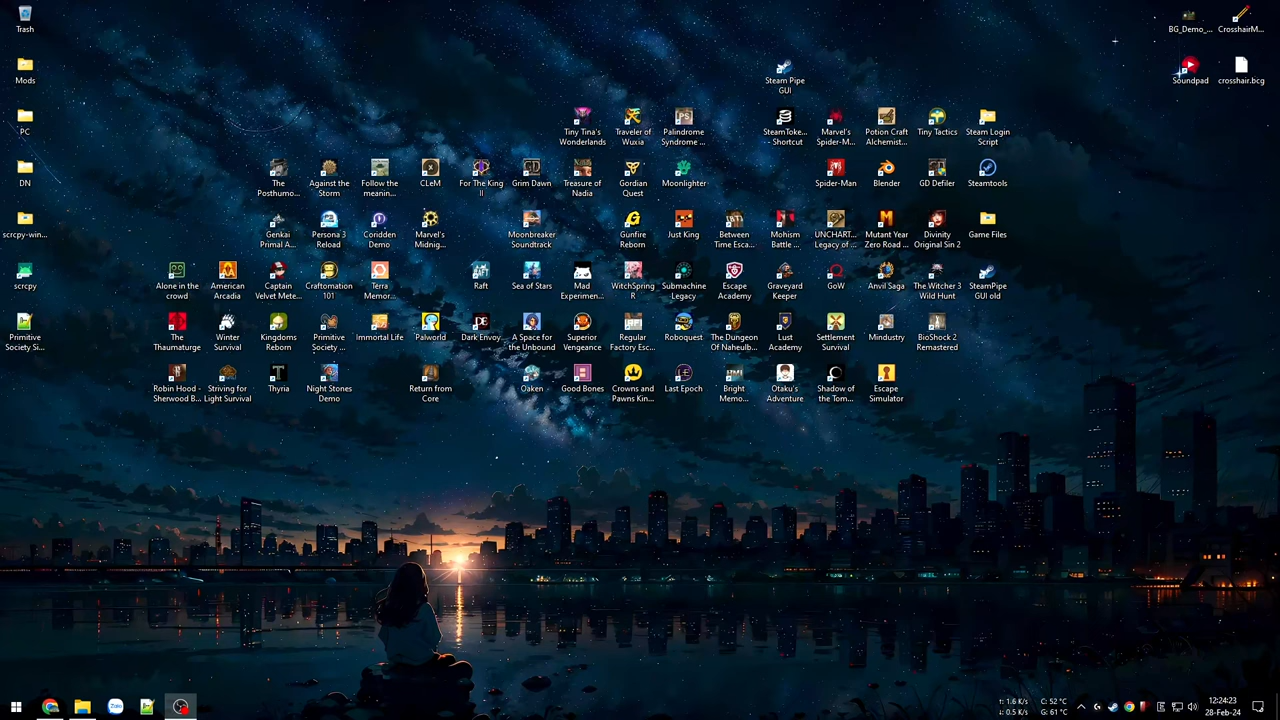 Trash
BG_Demo_...
CrosshairM...
Mods
Steam Pipe
GUI
Soundpad
crosshair.bcg
PC
Tiny Tina's
Wonderlands
Traveler of
Wuxia
Palindrome
Syndrome ...
SteamToke...
- Shortcut
Marvel's
Spider-M...
Potion Craft
Alchemist...
Tiny Tactics
Steam Login
Script
DN
The
Posthumo...
Against the
Storm
Follow the
meanin...
CLeM
For The King
II
Grim Dawn
Treasure of
Nadia
Gordian
Quest
Moonlighter
Spider-Man
Blender
GD Defiler
Steamtools
scrcpy-win...
Genkai
Primal A...
Persona 3
Reload
Coridden
Demo
Marvel's
Midnig...
Moonbreaker
Soundtrack
Gunfire
Reborn
Just King
Between
Time Esca...
Mohism
Battle ...
UNCHART...
Legacy of ...
Mutant Year
Zero Road ...
Divinity
Original Sin 2
Game Files
scrcpy
Alone in the
crowd
American
Arcadia
Captain
Velvet Mete...
Craftomation
101
Terra
Memor...
Raft
Sea of Stars
Mad
Experimen...
WitchSpring
R
Submachine
Legacy
Escape
Academy
Graveyard
Keeper
GoW
Anvil Saga
The Witcher 3
Wild Hunt
SteamPipe
GUI old
Primitive
Society Si...
The
Thaumaturge
Winter
Survival
Kingdoms
Reborn
Primitive
Society ...
Immortal Life
Palworld
Dark Envoy
A Space for
the Unbound
Superior
Vengeance
Regular
Factory Esc...
Roboquest
The Dungeon
Of Naheulb...
Lust
Academy
Settlement
Survival
Mindustry
BioShock 2
Remastered
Robin Hood -
Sherwood B...
Striving for
Light Survival
Thyria
Night Stones
Demo
Return from
Core
Oaken
Good Bones
Crowns and
Pawns Kin...
Last Epoch
Bright
Memo...
Otaku's
Adventure
Shadow of
the Tom...
Escape
Simulator
Zalo
↑: 1.6 K/s
↓: 0.5 K/s
C: 52 °C
G: 61 °C
12:24:23
28-Feb-24